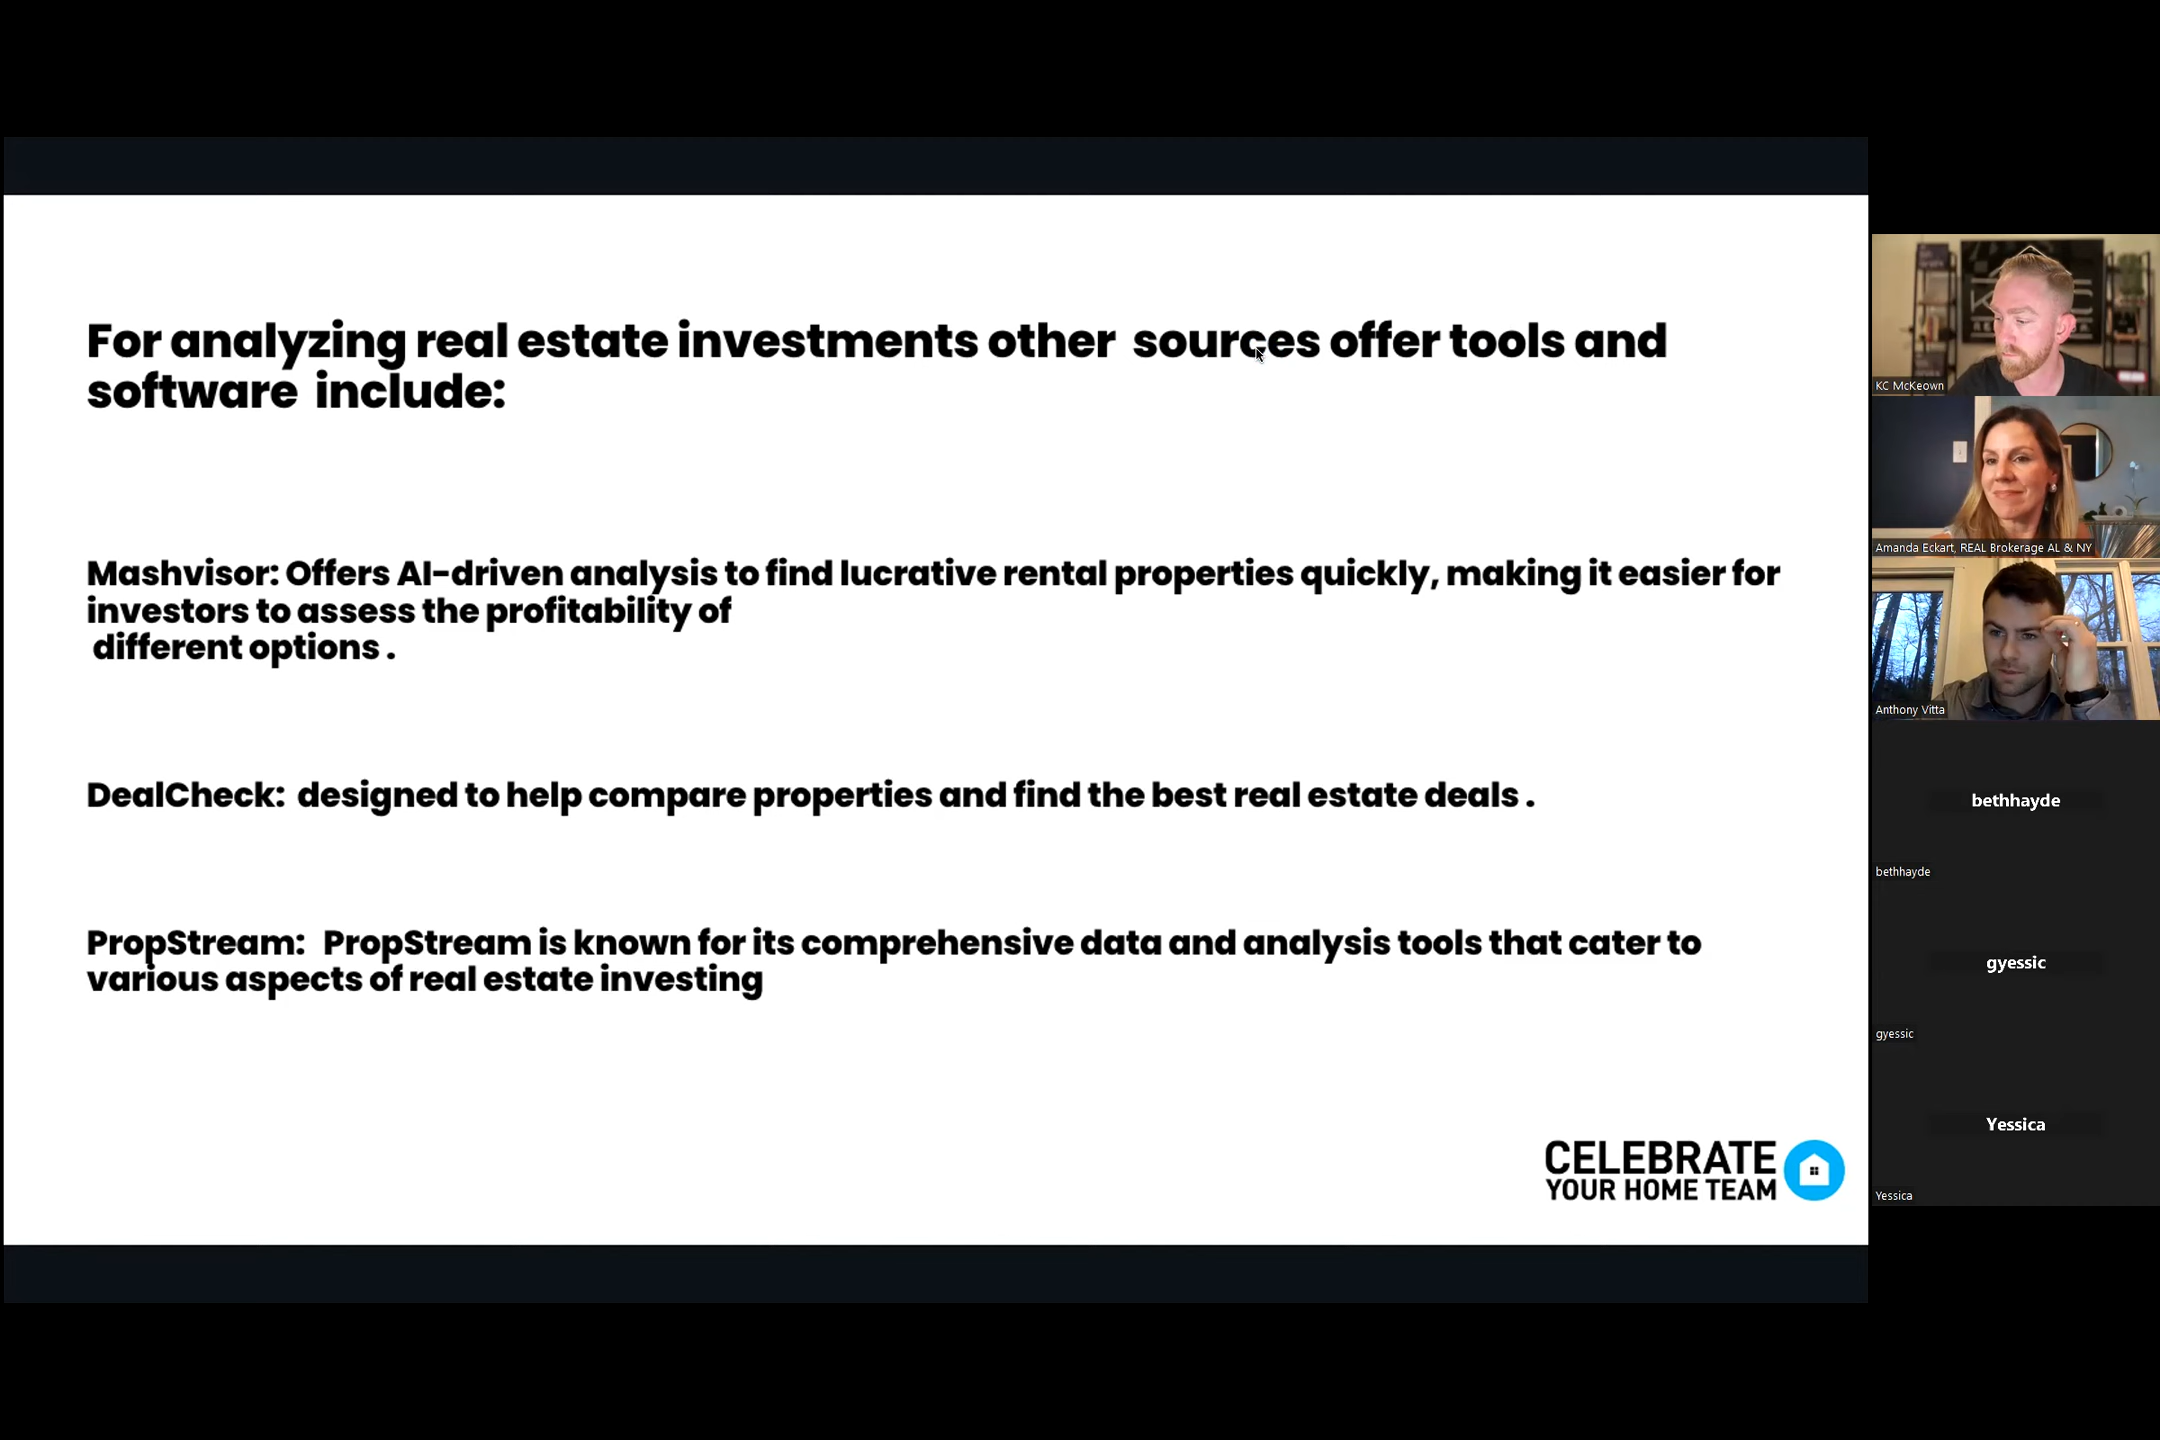 For analyzing real estate investments other sources offer tools and
software include:
Mashvisor: Offers AI-driven analysis to find lucrative rental properties quickly, making it easier for
investors to assess the profitability of
different options .
DealCheck: designed to help compare properties and find the best real estate deals .
PropStream: PropStream is known for its comprehensive data and analysis tools that cater to
various aspects of real estate investing
CELEBRATE
YOUR HOME TEAM
KC McKeown
Amanda Eckart, REAL Brokerage AL & NY
Anthony Vitta
bethhayde
bethhayde
gyessic
gyessic
Yessica
Yessica